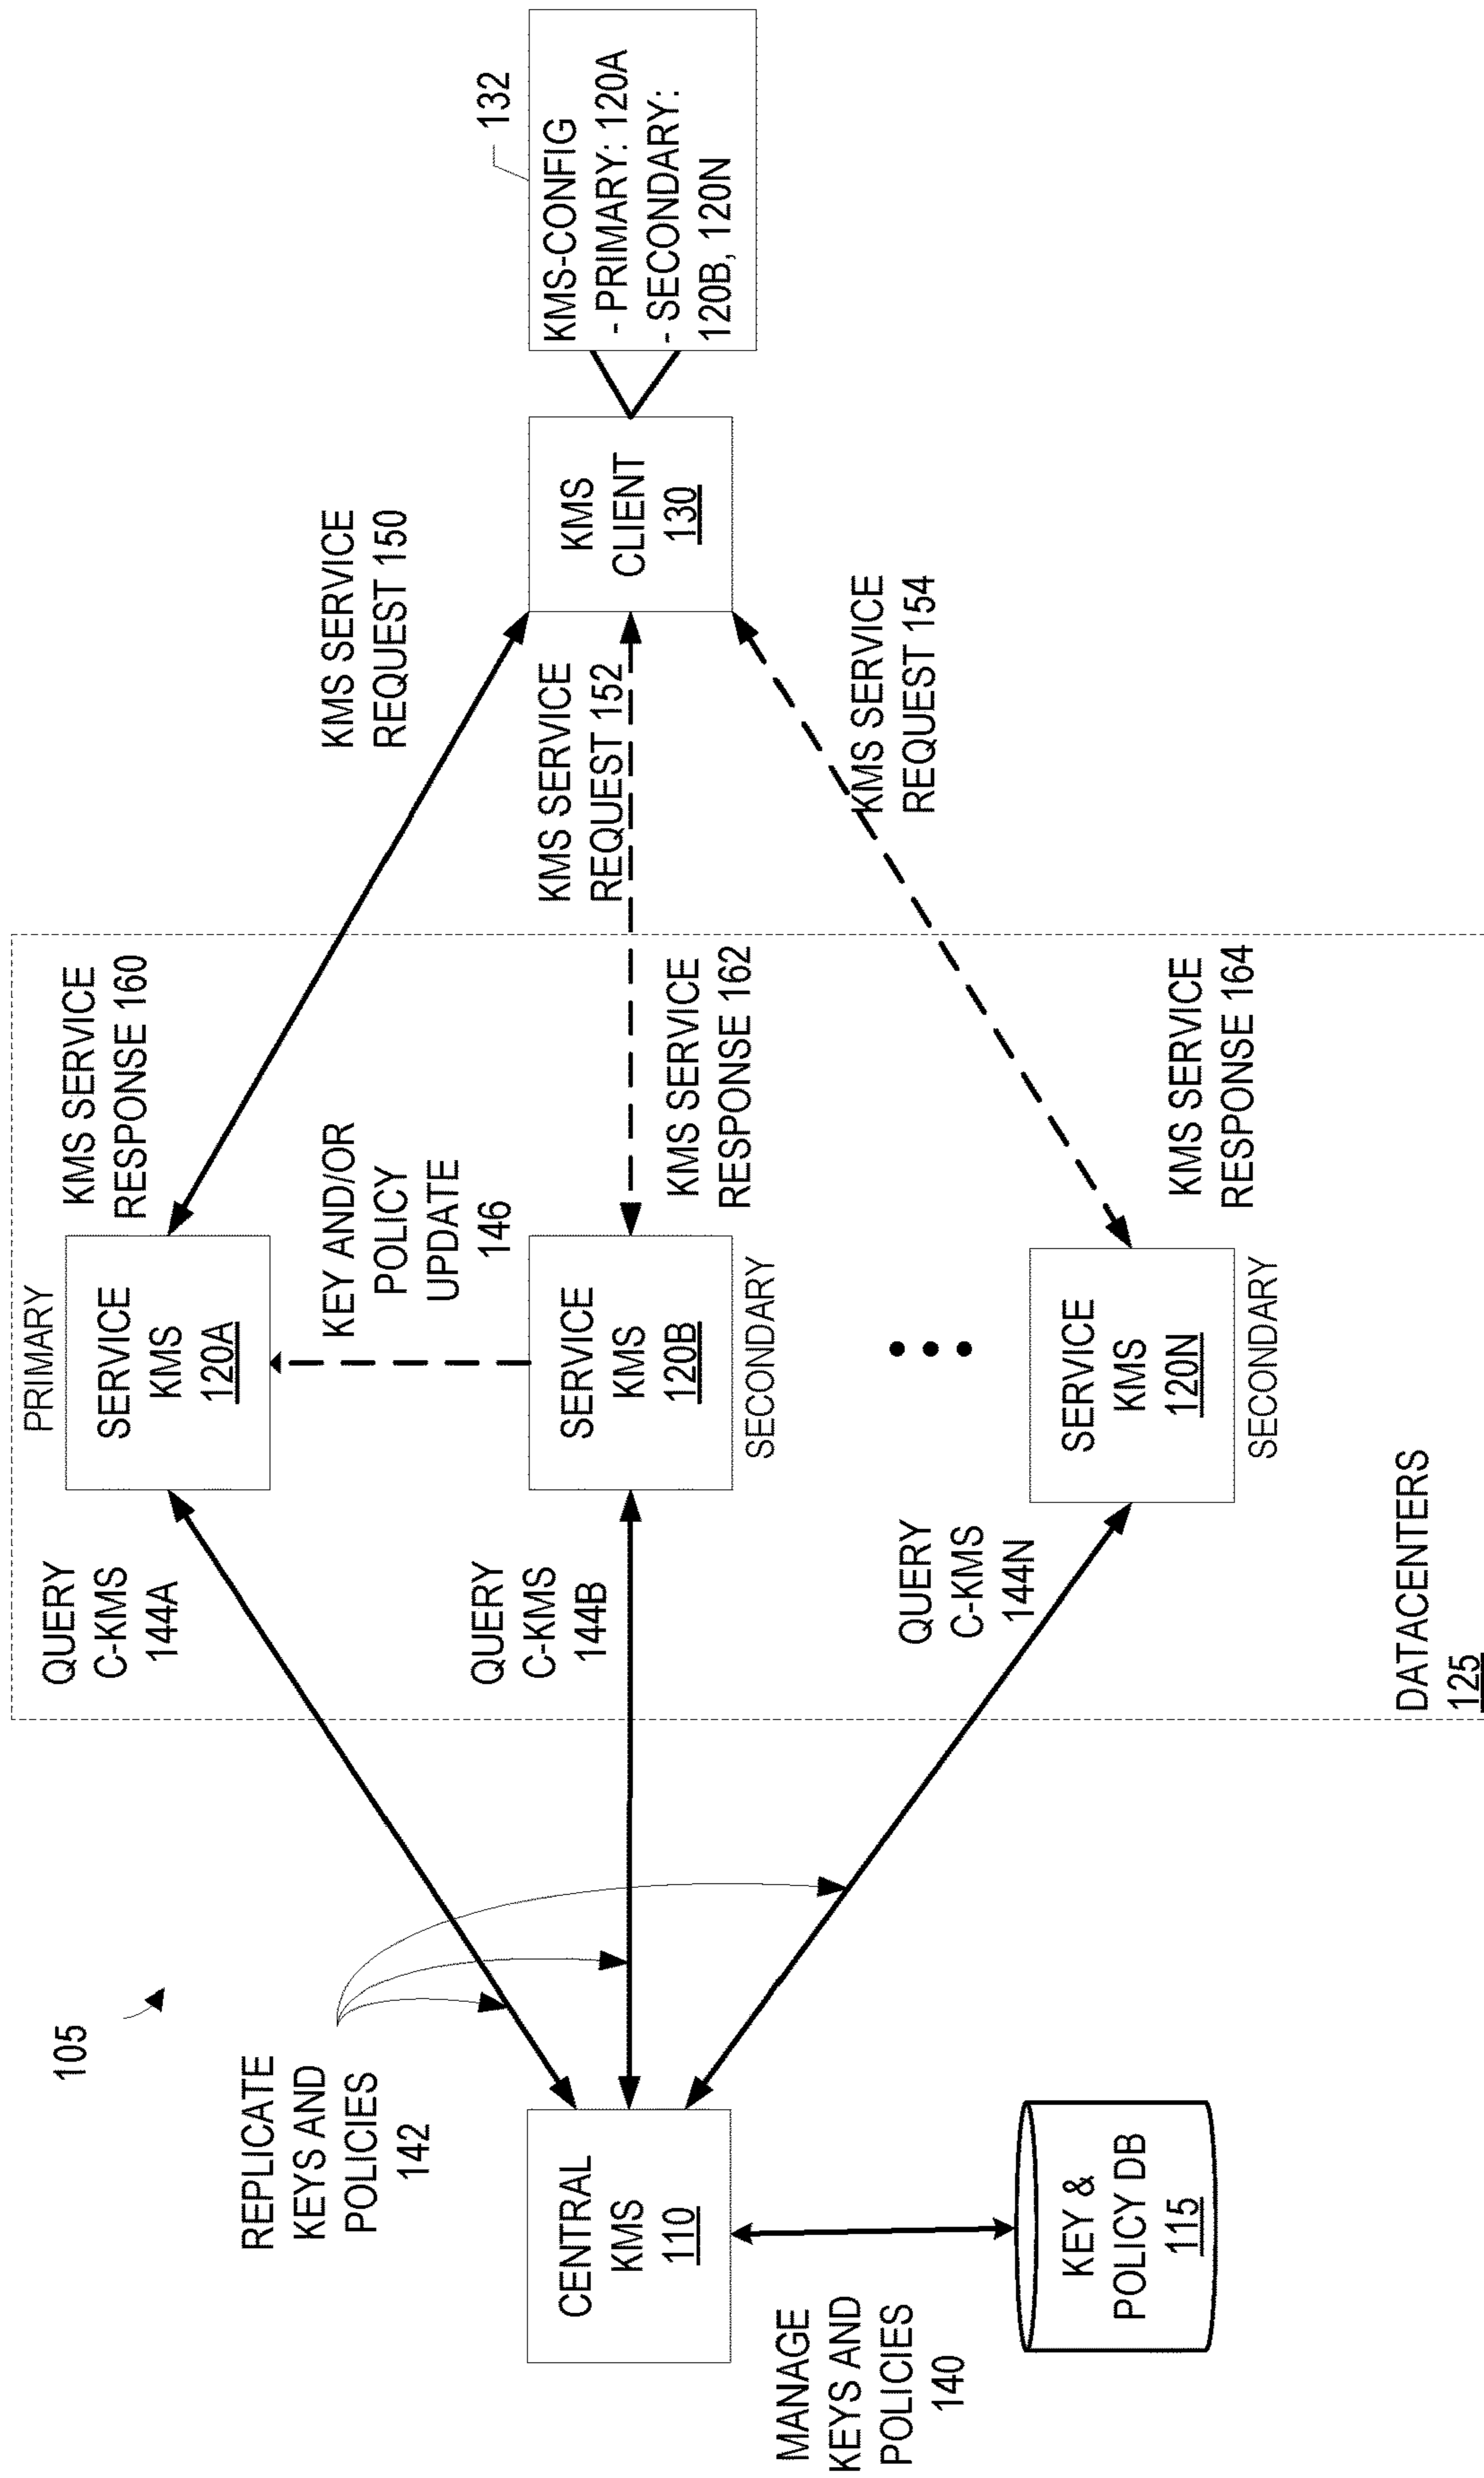 105
REPLICATE
KEYS AND
POLICIES
142
CENTRAL
KMS
110
MANAGE
KEYS AND
POLICIES
140
KEY &
POLICY DB
115
QUERY
C-KMS
144A
QUERY
C-KMS
144B
QUERY
C-KMS
144N
DATACENTERS
125
PRIMARY
SERVICE
KMS
120A
KEY AND/OR
POLICY
UPDATE
146
SERVICE
KMS
120B
SECONDARY
SERVICE
KMS
120N
SECONDARY
KMS SERVICE
RESPONSE 160
KMS SERVICE
RESPONSE 162
KMS SERVICE
RESPONSE 164
KMS SERVICE
REQUEST 150
KMS SERVICE
REQUEST 152
KMS SERVICE
REQUEST 154
KMS
CLIENT
130
132
KMS-CONFIG
- PRIMARY: 120A
- SECONDARY:
120B, 120N